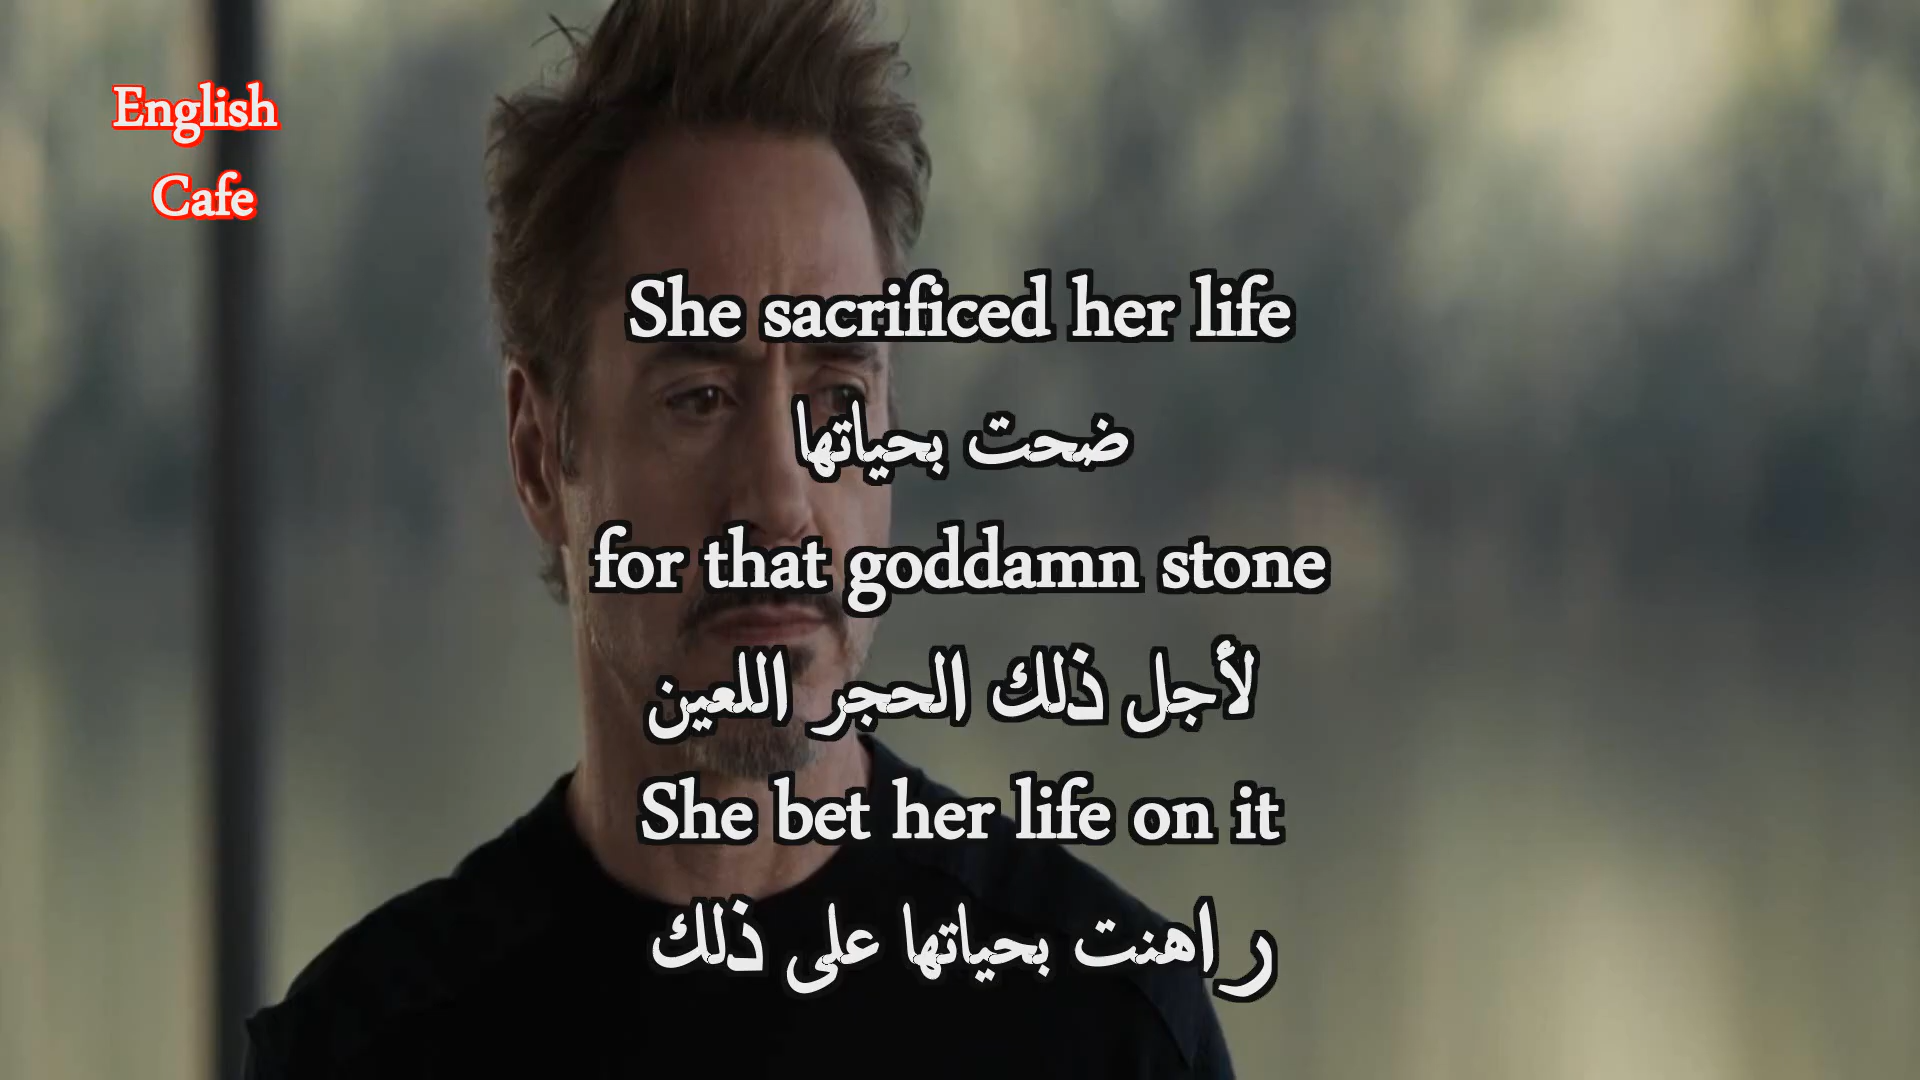 English
Cafe
She sacrificed her life
ضحت بحياتها
for that goddamn stone
لأجل ذلك الحجر اللعين
She bet her life on it
راهنت بحياتها على ذلك